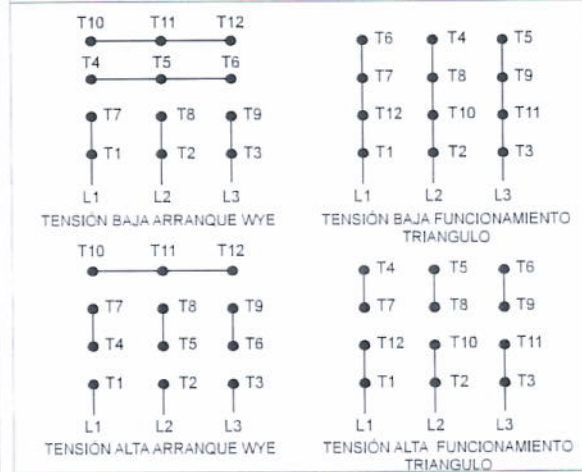 T10 T11 T12
T4 T5 T6
T7 T8 T9
T1 T2 T3
L1 L2 L3
TENSIÓN BAJA ARRANQUE WYE
T6 T4 T5
T7 T8 T9
T12 T10 T11
T1 T2 T3
L1 L2 L3
TENSIÓN BAJA FUNCIONAMIENTO
TRIANGULO
T10 T11 T12
T7 T8 T9
T4 T5 T6
T1 T2 T3
L1 L2 L3
TENSIÓN ALTA ARRANQUE WYE
T4 T5 T6
T7 T8 T9
T12 T10 T11
T1 T2 T3
L1 L2 L3
TENSIÓN ALTA FUNCIONAMIENTO
TRIANGULO